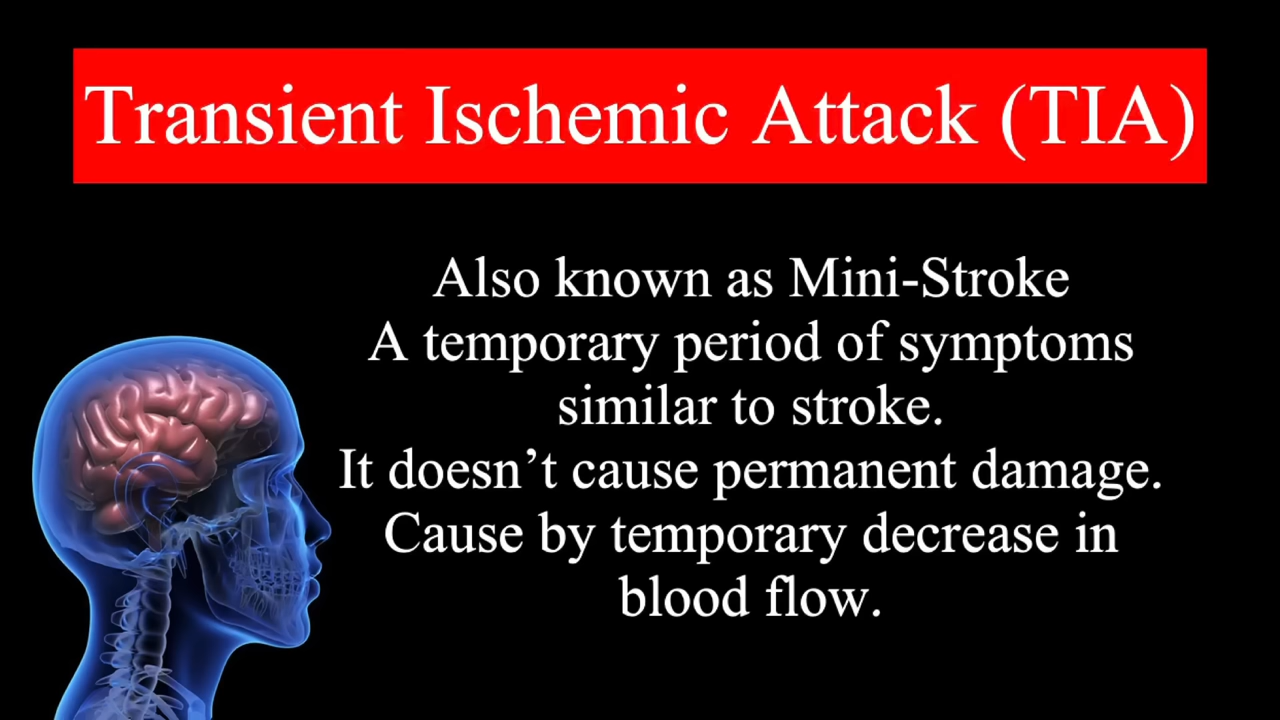 Transient Ischemic Attack (TIA)
Also known as Mini-Stroke
A temporary period of symptoms
similar to stroke.
It doesn’t cause permanent damage.
Cause by temporary decrease in
blood flow.